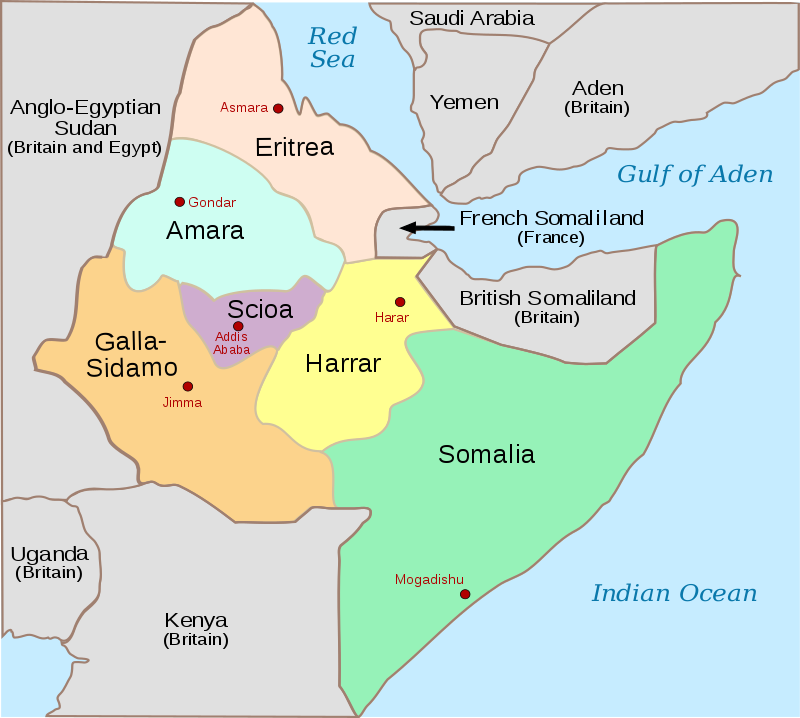 Saudi Arabia
Red
Sea
Yemen
Aden
(Britain)
Anglo-Egyptian
Sudan
(Britain and Egypt)
Asmara
Eritrea
Gulf of Aden
Gondar
Amara
French Somaliland
(France)
British Somaliland
(Britain)
Scioa
Addis
Ababa
Harar
Galla-
Sidamo
Harrar
Jimma
Somalia
Uganda
(Britain)
Mogadishu
Indian Ocean
Kenya
(Britain)